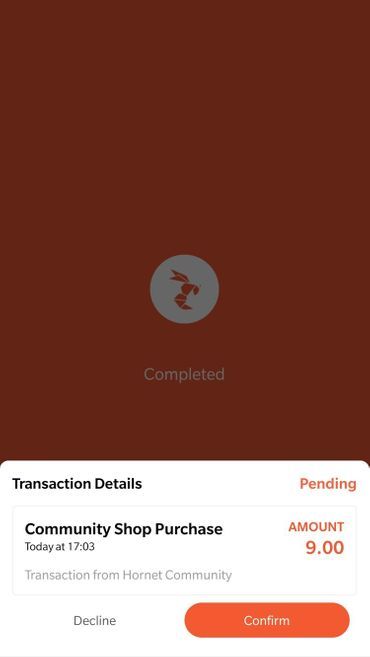 Completed
Transaction Details
Pending
Community Shop Purchase
AMOUNT
Today at 17:03
9.00
Transaction from Hornet Community
Decline
Confirm